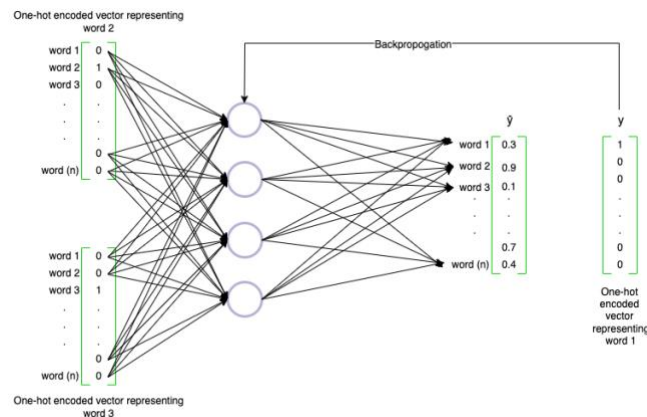 One-hot encoded vector representing
word 2
word 1 0
word 2 1
word 3 0
. .
. .
. .
0
word (n) 0
word 1 0
word 2 0
word 3 1
. .
. .
. .
0
word (n) 0
One-hot encoded vector representing
word 3
Backpropogation
ŷ
word 1 0.3
word 2 0.9
word 3 0.1
. .
. .
. .
0.7
word (n) 0.4
y
1
0
0
.
.
.
0
0
One-hot
encoded
vector
representing
word 1